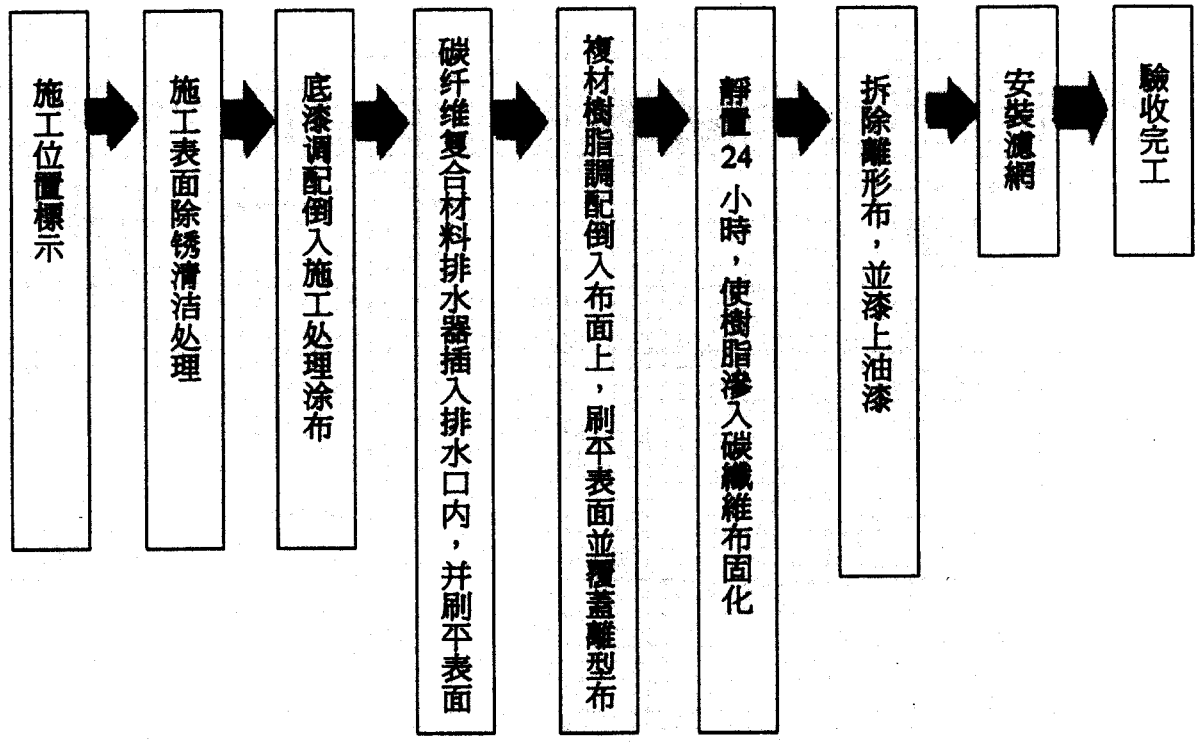 施工位置標示
施工表面除锈清洁处理
底漆调配倒入施工处理涂布
碳纤维复合材料排水器插入排水口内，并刷平表面
複材樹脂調配倒入布面上，刷平表面並覆蓋離型布
靜置24小時，使樹脂滲入碳纖維布固化
拆除離形布，並漆上油漆
安裝濾網
驗收完工